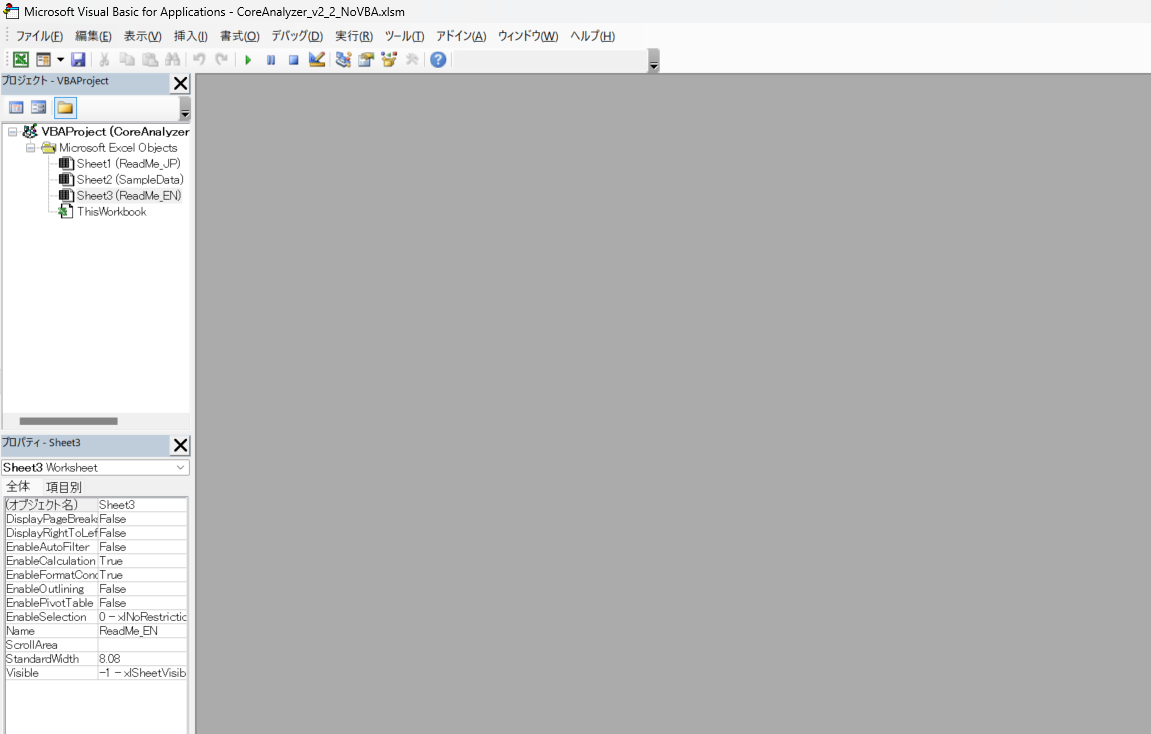 Microsoft Visual Basic for Applications - CoreAnalyzer_v2_2_NoVBA.xlsm
ファイル(F) 編集(E) 表示(V) 挿入(I) 書式(O) デバッグ(D) 実行(R) ツール(T) アドイン(A) ウィンドウ(W) ヘルプ(H)
プロジェクト - VBAProject
VBAProject (CoreAnalyzer
Microsoft Excel Objects
Sheet1 (ReadMe_JP)
Sheet2 (SampleData)
Sheet3 (ReadMe_EN)
ThisWorkbook
プロパティ - Sheet3
Sheet3 Worksheet
全体 項目別
(オブジェクト名) Sheet3
DisplayPageBreak False
DisplayRightToLef False
EnableAutoFilter False
EnableCalculation True
EnableFormatCond True
EnableOutlining False
EnablePivotTable False
EnableSelection 0 - xlNoRestrictio
Name ReadMe_EN
ScrollArea
StandardWidth 8.08
Visible -1 - xlSheetVisib